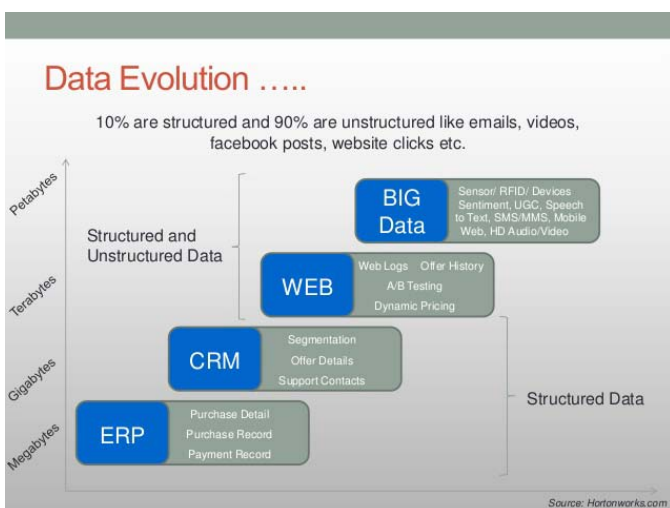 Data Evolution …..
10% are structured and 90% are unstructured like emails, videos,
facebook posts, website clicks etc.
Petabytes
BIG
Data
Sensor/ RFID/ Devices
Sentiment, UGC, Speech
to Text, SMS/MMS, Mobile
Web, HD Audio/Video
Structured and
Unstructured Data
Terabytes
WEB
Web Logs Offer History
A/B Testing
Dynamic Pricing
Gigabytes
CRM
Segmentation
Offer Details
Support Contacts
Structured Data
Megabytes
ERP
Purchase Detail
Purchase Record
Payment Record
Source: Hortonworks.com